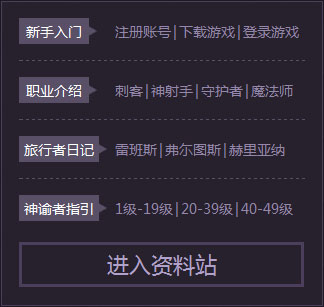 新手入门 注册账号|下载游戏|登录游戏
职业介绍 刺客|神射手|守护者|魔法师
旅行者日记 雷班斯|弗尔图斯|赫里亚纳
神谕者指引 1级-19级|20-39级|40-49级
进入资料站